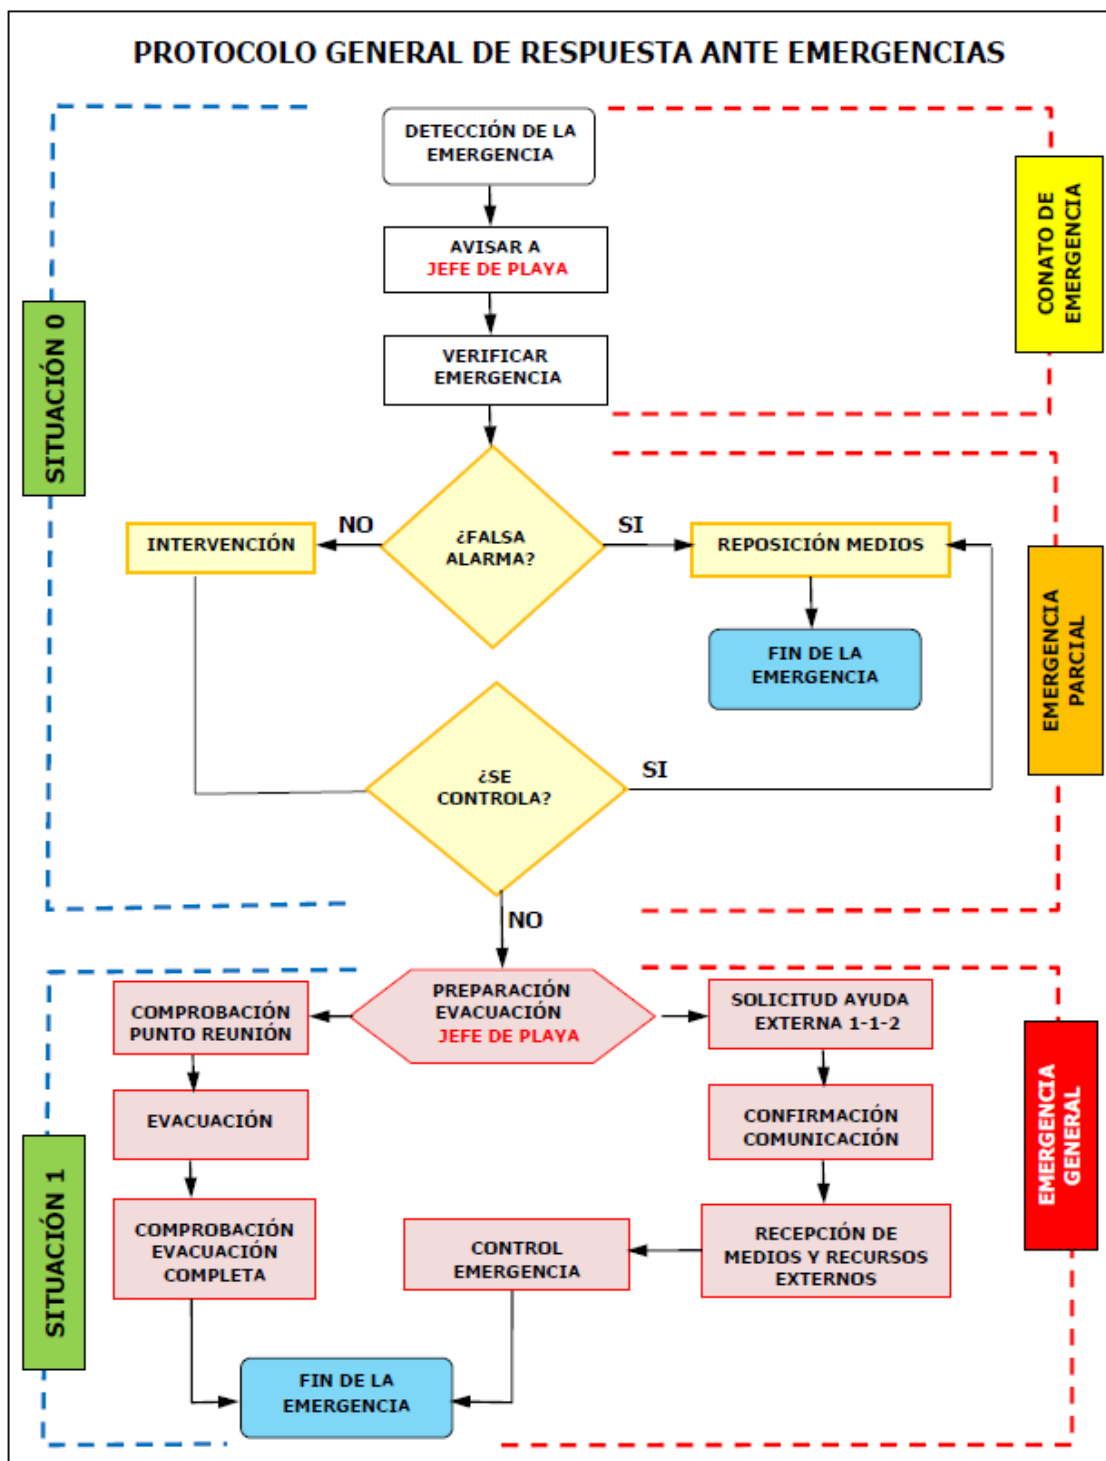 PROTOCOLO GENERAL DE RESPUESTA ANTE EMERGENCIAS
DETECCIÓN DE LA
EMERGENCIA
AVISAR A
JEFE DE PLAYA
VERIFICAR
EMERGENCIA
CONATO DE
EMERGENCIA
SITUACIÓN 0
¿FALSA
ALARMA?
NO
SI
INTERVENCIÓN
REPOSICIÓN MEDIOS
FIN DE LA
EMERGENCIA
EMERGENCIA
PARCIAL
¿SE
CONTROLA?
SI
NO
PREPARACIÓN
EVACUACIÓN
JEFE DE PLAYA
COMPROBACIÓN
PUNTO REUNIÓN
SOLICITUD AYUDA
EXTERNA 1-1-2
EVACUACIÓN
CONFIRMACIÓN
COMUNICACIÓN
COMPROBACIÓN
EVACUACIÓN
COMPLETA
CONTROL
EMERGENCIA
RECEPCIÓN DE
MEDIOS Y RECURSOS
EXTERNOS
SITUACIÓN 1
EMERGENCIA
GENERAL
FIN DE LA
EMERGENCIA